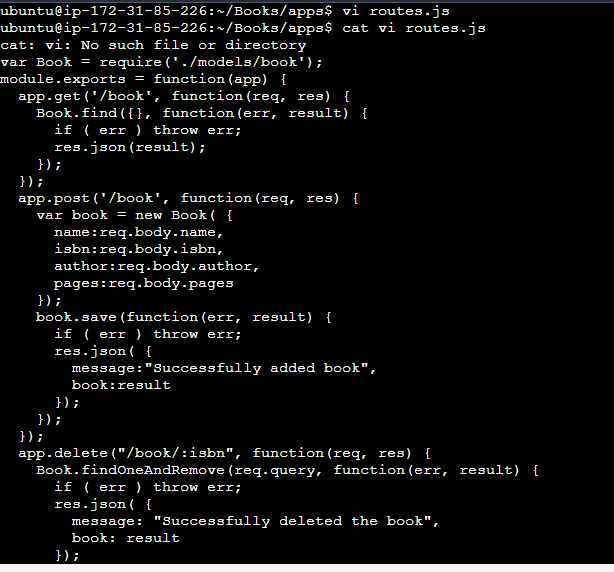 ubuntu@ip-172-31-85-226:~/Books/apps$ vi routes.js
ubuntu@ip-172-31-85-226:~/Books/apps$ cat vi routes.js
cat: vi: No such file or directory
var Book = require('./models/book');
module.exports = function(app) {
  app.get('/book', function(req, res) {
    Book.find({}, function(err, result) {
      if ( err ) throw err;
      res.json(result);
    });
  });
  app.post('/book', function(req, res) {
    var book = new Book( {
      name:req.body.name,
      isbn:req.body.isbn,
      author:req.body.author,
      pages:req.body.pages
    });
    book.save(function(err, result) {
      if ( err ) throw err;
      res.json( {
        message:"Successfully added book",
        book:result
      });
    });
  });
  app.delete("/book/:isbn", function(req, res) {
    Book.findOneAndRemove(req.query, function(err, result) {
      if ( err ) throw err;
      res.json( {
        message: "Successfully deleted the book",
        book: result
      });